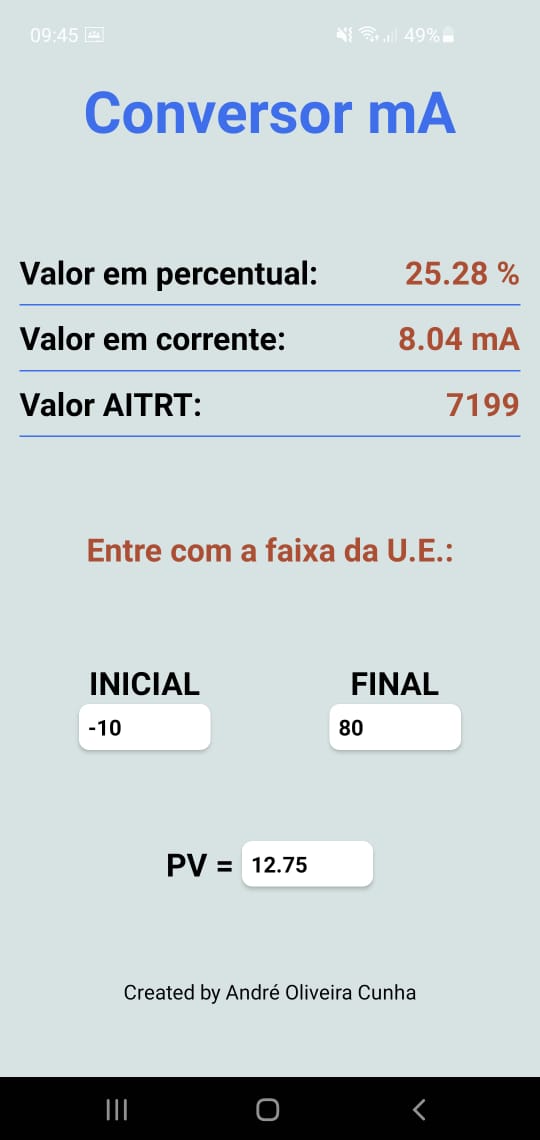 09:45 49%
Conversor mA
Valor em percentual: 25.28 %
Valor em corrente: 8.04 mA
Valor AITRT: 7199
Entre com a faixa da U.E.:
INICIAL FINAL
-10 80
PV = 12.75
Created by André Oliveira Cunha